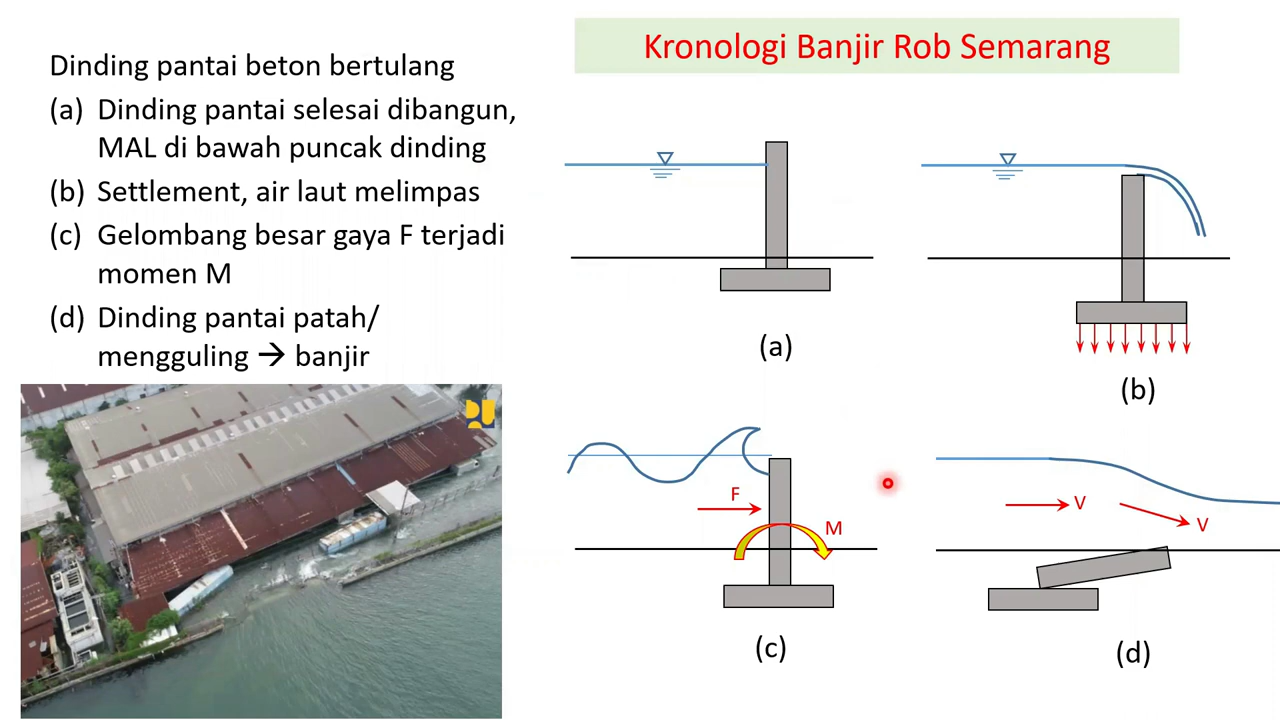 Kronologi Banjir Rob Semarang
Dinding pantai beton bertulang
(a) Dinding pantai selesai dibangun,
MAL di bawah puncak dinding
(b) Settlement, air laut melimpas
(c) Gelombang besar gaya F terjadi
momen M
(d) Dinding pantai patah/
mengguling → banjir
(a)
(b)
F
M
(c)
V
V
(d)
PU